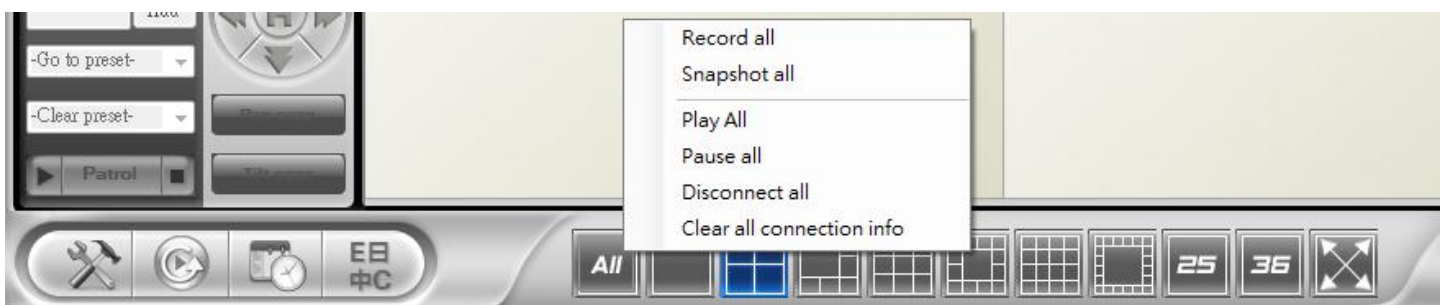 -Go to preset-
-Clear preset-
Patrol
Record all
Snapshot all
Play All
Pause all
Disconnect all
Clear all connection info
E日
中C
All
25
36